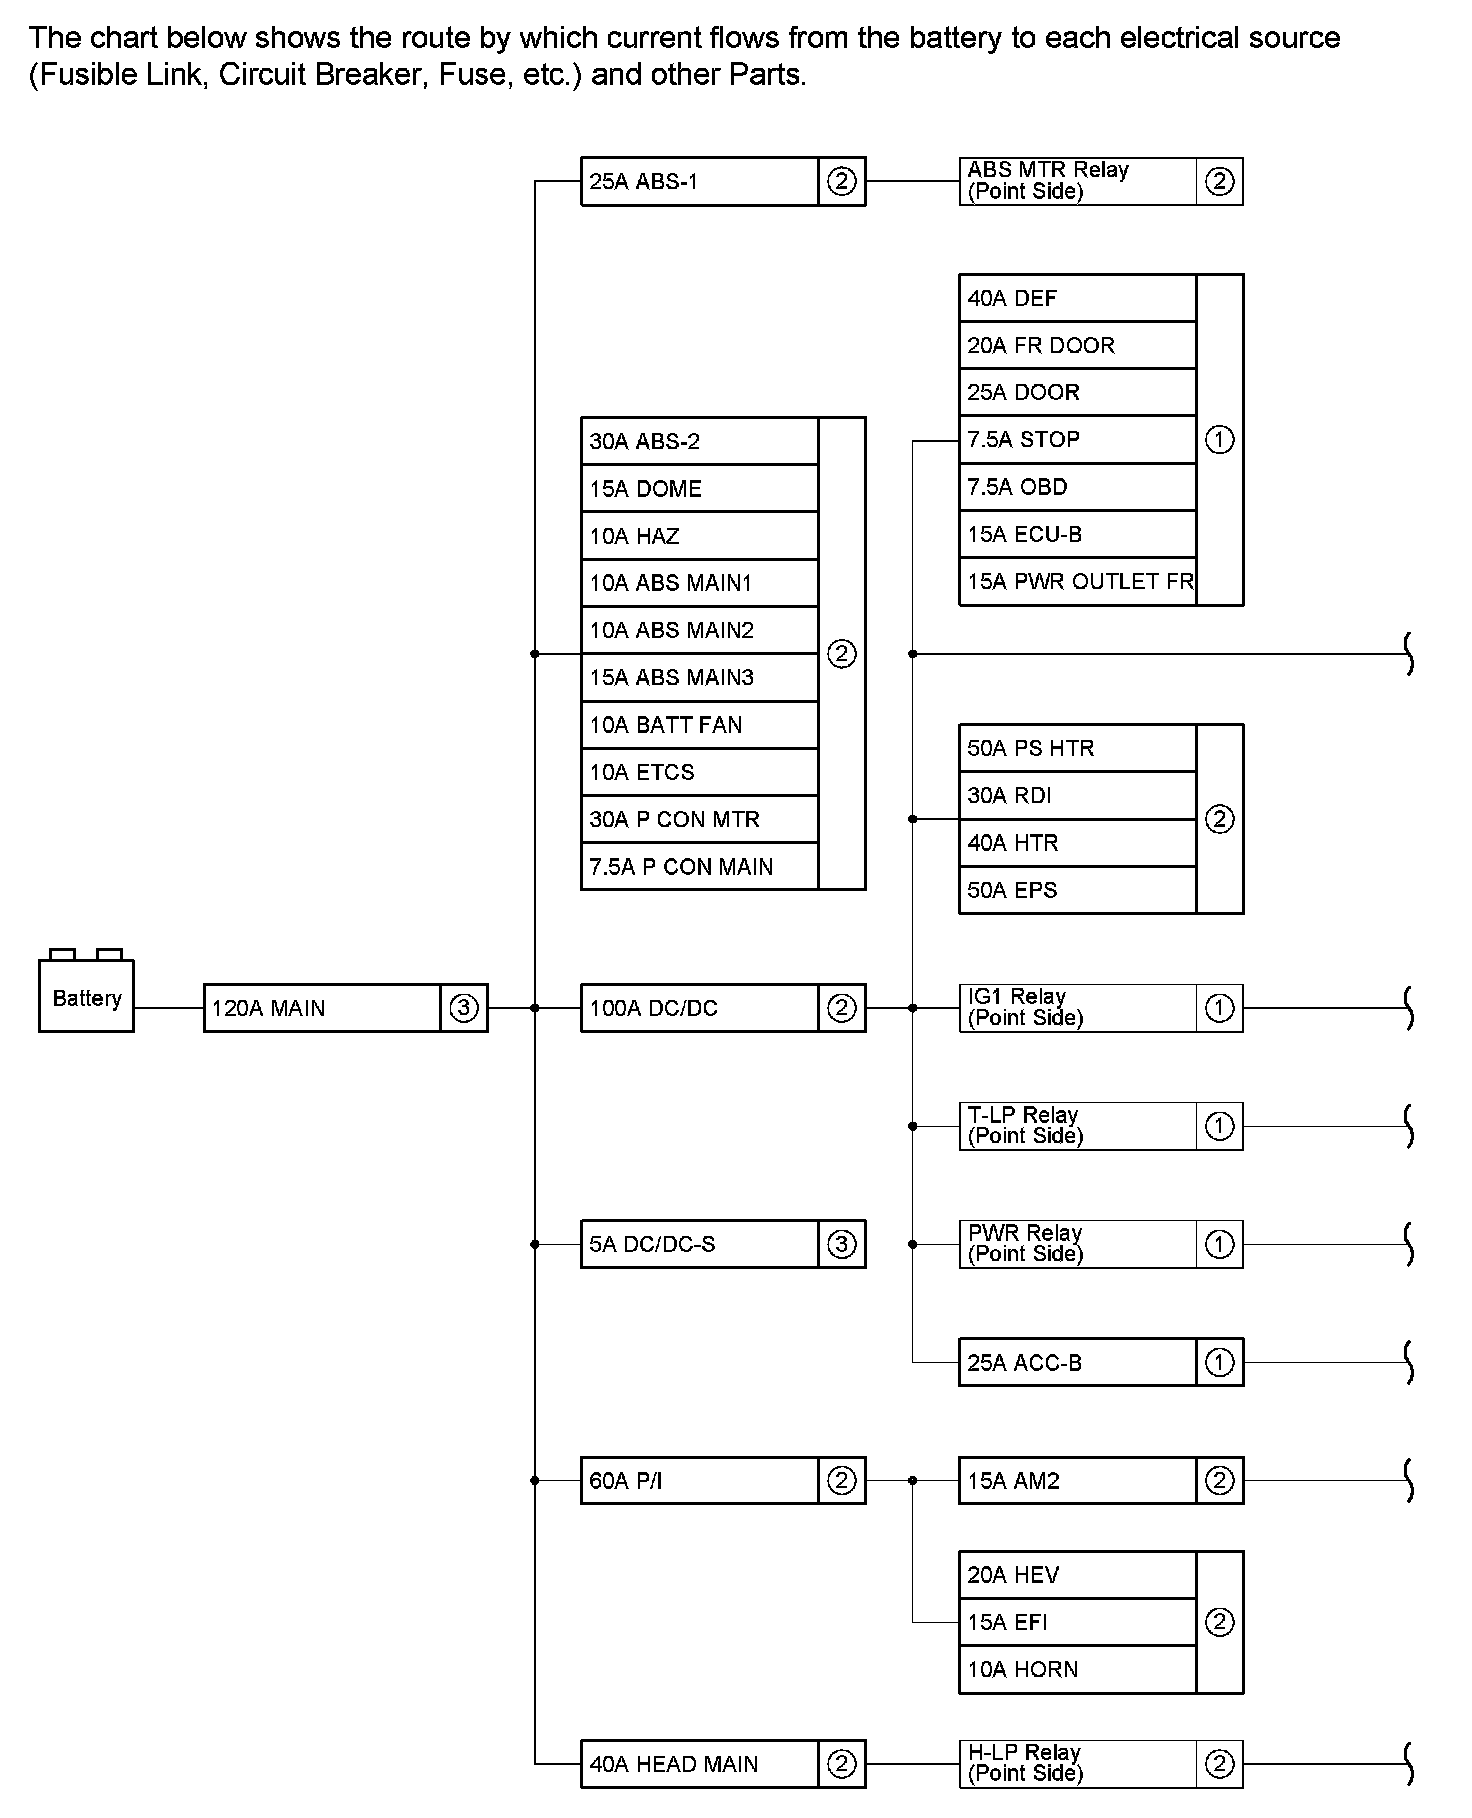 The chart below shows the route by which current flows from the battery to each electrical source
(Fusible Link, Circuit Breaker, Fuse, etc.) and other Parts.
25A ABS-1 ②
ABS MTR Relay
(Point Side) ②
40A DEF
20A FR DOOR
25A DOOR
7.5A STOP ①
7.5A OBD
15A ECU-B
15A PWR OUTLET FR
30A ABS-2
15A DOME
10A HAZ
10A ABS MAIN1
10A ABS MAIN2
②
15A ABS MAIN3
10A BATT FAN
10A ETCS
30A P CON MTR
7.5A P CON MAIN
50A PS HTR
30A RDI
②
40A HTR
50A EPS
Battery
120A MAIN ③
100A DC/DC ②
IG1 Relay
(Point Side) ①
T-LP Relay
(Point Side) ①
5A DC/DC-S ③
PWR Relay
(Point Side) ①
25A ACC-B ①
60A P/I ②
15A AM2 ②
20A HEV
15A EFI ②
10A HORN
40A HEAD MAIN ②
H-LP Relay
(Point Side) ②